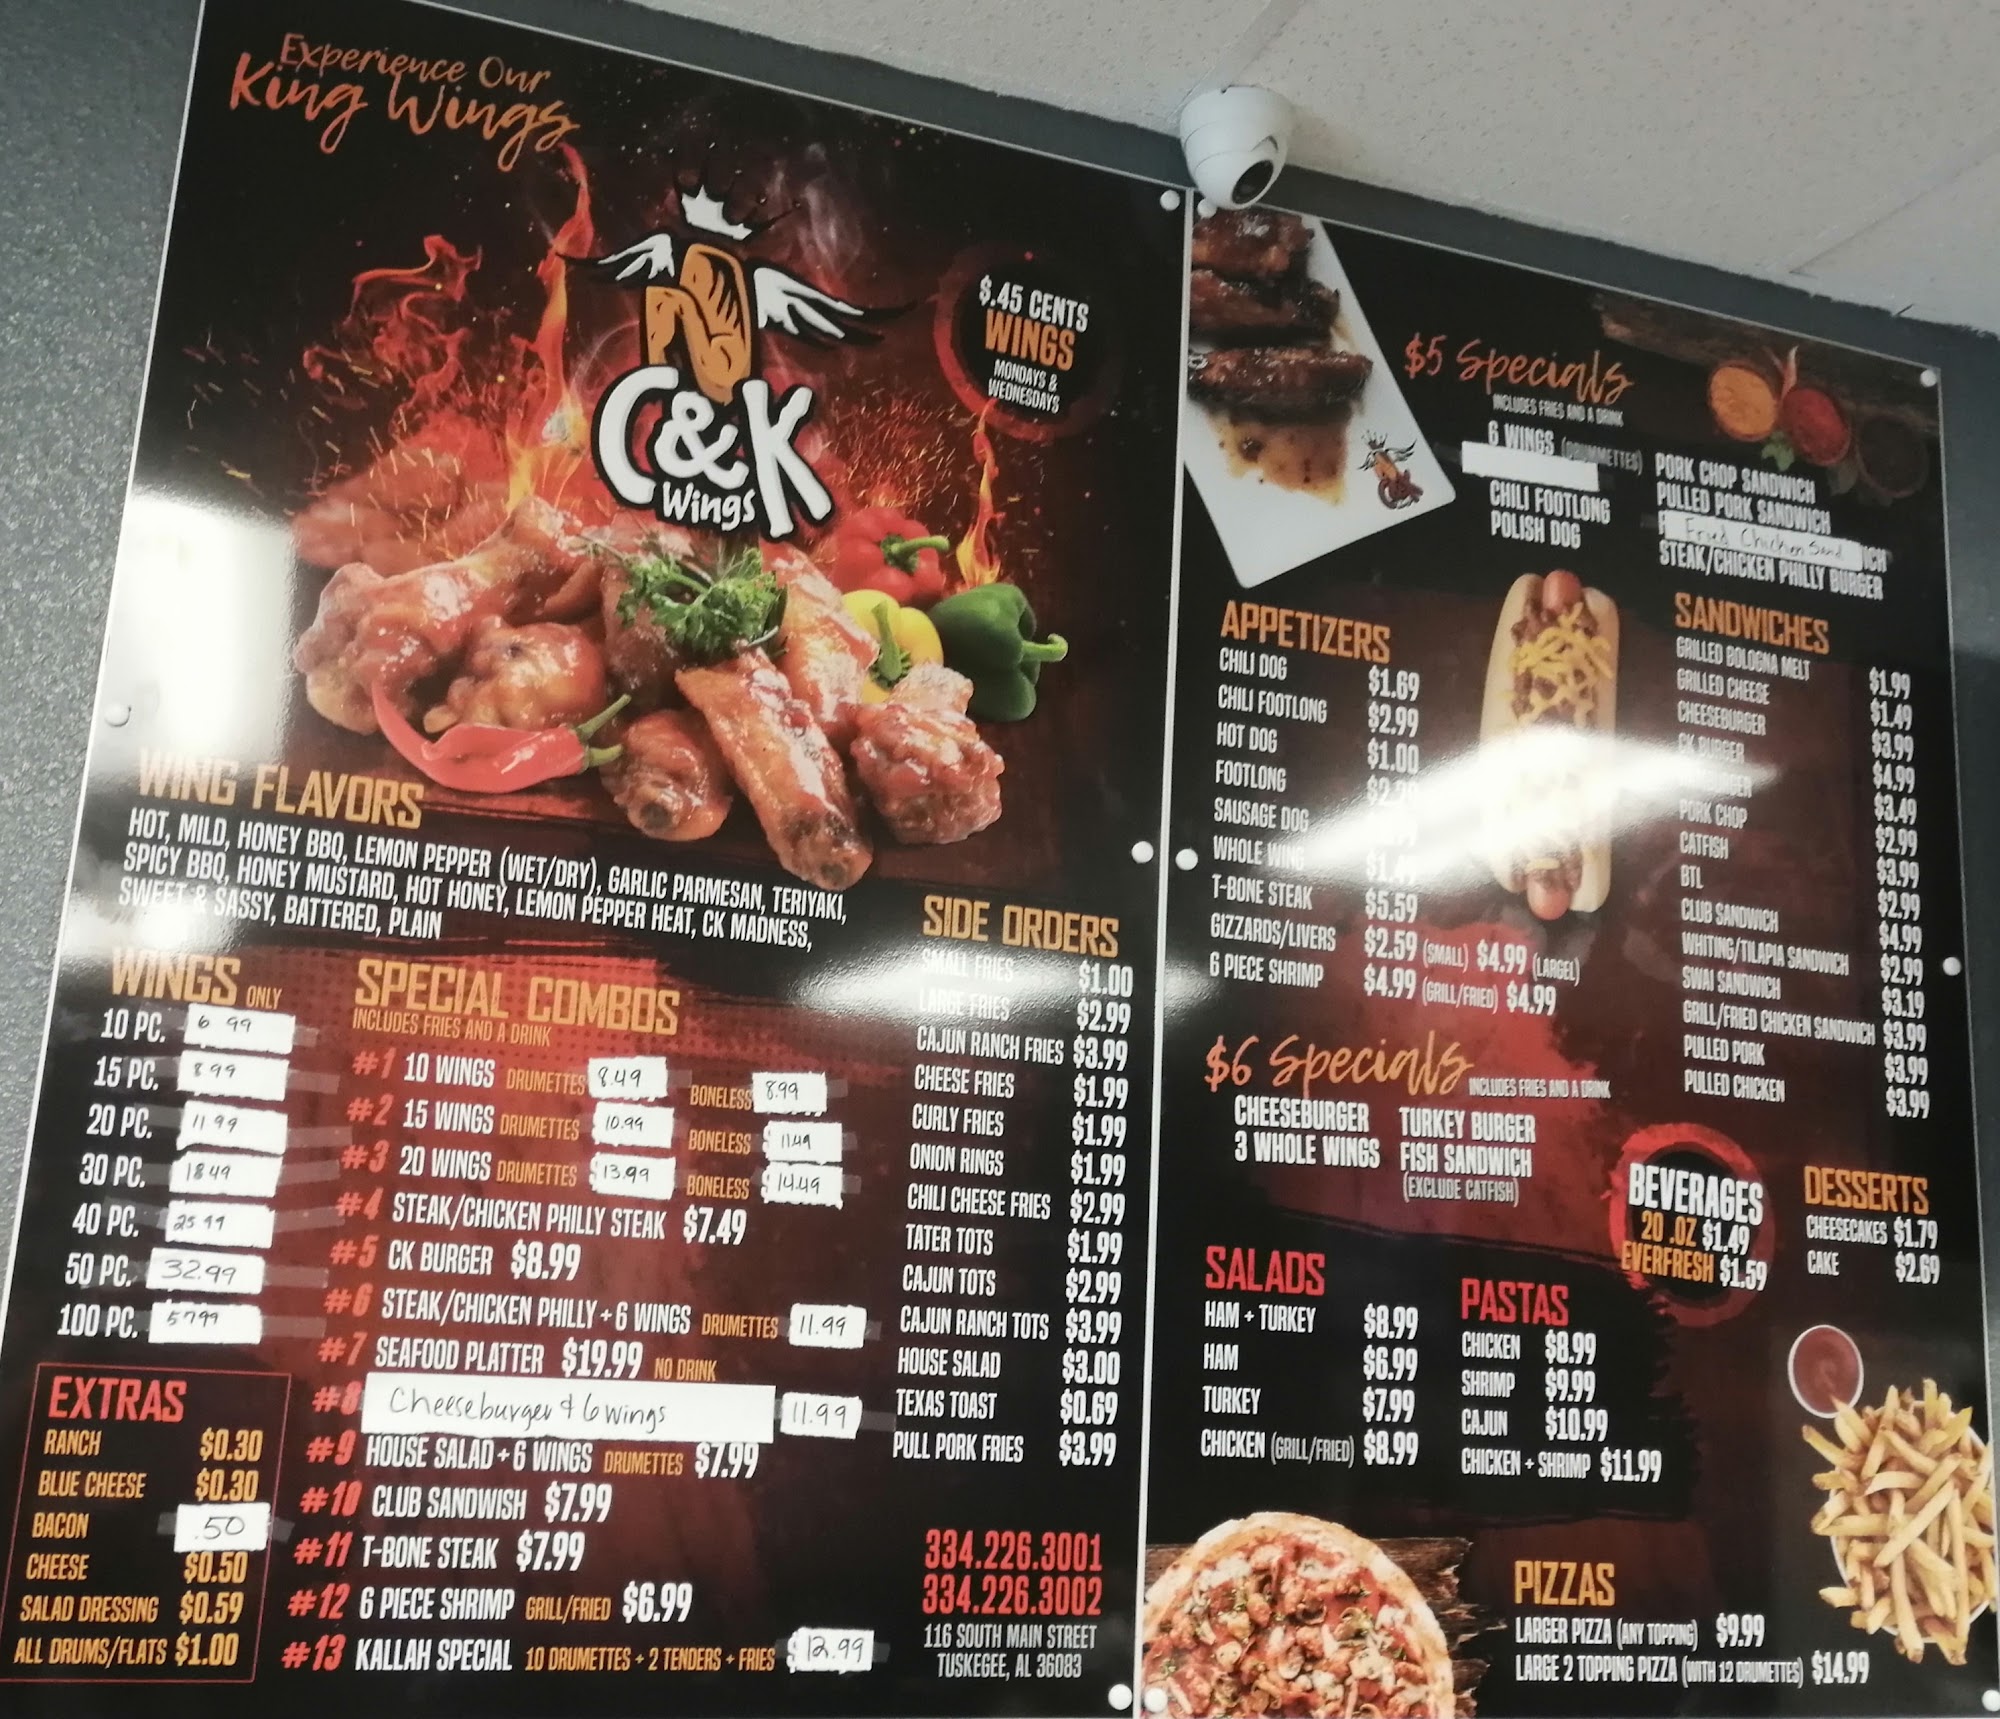 Experience Our
King Wings
C&K
Wings
$.45 CENTS
WINGS
MONDAYS &
WEDNESDAYS
WING FLAVORS
HOT, MILD, HONEY BBQ, LEMON PEPPER (WET/DRY), GARLIC PARMESAN, TERIYAKI,
SPICY BBQ, HONEY MUSTARD, HOT HONEY, LEMON PEPPER HEAT, CK MADNESS,
SWEET & SASSY, BATTERED, PLAIN
WINGS ONLY
10 PC. 6 99
15 PC. 8 99
20 PC. 11 99
30 PC. 18 49
40 PC. 25 99
50 PC. 32.99
100 PC. 57 99
EXTRAS
RANCH $0.30
BLUE CHEESE $0.30
BACON .50
CHEESE $0.50
SALAD DRESSING $0.59
ALL DRUMS/FLATS $1.00
SPECIAL COMBOS
INCLUDES FRIES AND A DRINK
#1 10 WINGS DRUMETTES 8.49 BONELESS 8.99
#2 15 WINGS DRUMETTES 10.99 BONELESS $ 11.49
#3 20 WINGS DRUMETTES $13.99 BONELESS $ 14.49
#4 STEAK/CHICKEN PHILLY STEAK $7.49
#5 CK BURGER $8.99
#6 STEAK/CHICKEN PHILLY + 6 WINGS DRUMETTES 11.99
#7 SEAFOOD PLATTER $19.99 NO DRINK
#8 Cheeseburger & 6 wings 11.99
#9 HOUSE SALAD + 6 WINGS DRUMETTES $7.99
#10 CLUB SANDWISH $7.99
#11 T-BONE STEAK $7.99
#12 6 PIECE SHRIMP GRILL/FRIED $6.99
#13 KALLAH SPECIAL 10 DRUMETTES + 2 TENDERS + FRIES $12.99
SIDE ORDERS
SMALL FRIES $1.00
LARGE FRIES $2.99
CAJUN RANCH FRIES $3.99
CHEESE FRIES $1.99
CURLY FRIES $1.99
ONION RINGS $1.99
CHILI CHEESE FRIES $2.99
TATER TOTS $1.99
CAJUN TOTS $2.99
CAJUN RANCH TOTS $3.99
HOUSE SALAD $3.00
TEXAS TOAST $0.69
PULL PORK FRIES $3.99
334.226.3001
334.226.3002
116 SOUTH MAIN STREET
TUSKEGEE, AL 36083
$5 Specials
INCLUDES FRIES AND A DRINK
6 WINGS (DRUMMETTES)
CHILI FOOTLONG
POLISH DOG
PORK CHOP SANDWICH
PULLED PORK SANDWICH
Fried Chicken Sand
STEAK/CHICKEN PHILLY BURGER
APPETIZERS
CHILI DOG $1.69
CHILI FOOTLONG $2.99
HOT DOG $1.00
FOOTLONG
SAUSAGE DOG
WHOLE WING $1.49
T-BONE STEAK $5.59
GIZZARDS/LIVERS $2.59 (SMALL) $4.99 (LARGEL)
6 PIECE SHRIMP $4.99 (GRILL/FRIED) $4.99
SANDWICHES
GRILLED BOLOGNA MELT $1.99
GRILLED CHEESE $1.49
CHEESEBURGER $3.99
CK BURGER $4.99
$3.49
PORK CHOP $2.99
CATFISH $3.99
BTL $2.99
CLUB SANDWICH $4.99
WHITING/TILAPIA SANDWICH $2.99
SWAI SANDWICH $3.19
GRILL/FRIED CHICKEN SANDWICH $3.99
PULLED PORK $3.99
PULLED CHICKEN $3.99
$6 Specials INCLUDES FRIES AND A DRINK
CHEESEBURGER
3 WHOLE WINGS
TURKEY BURGER
FISH SANDWICH
(EXCLUDE CATFISH)
BEVERAGES
20 .OZ $1.49
EVERFRESH $1.59
DESSERTS
CHEESECAKES $1.79
CAKE $2.69
SALADS
HAM + TURKEY $8.99
HAM $6.99
TURKEY $7.99
CHICKEN (GRILL/FRIED) $8.99
PASTAS
CHICKEN $8.99
SHRIMP $9.99
CAJUN $10.99
CHICKEN + SHRIMP $11.99
PIZZAS
LARGER PIZZA (ANY TOPPING) $9.99
LARGE 2 TOPPING PIZZA (WITH 12 DRUMETTES) $14.99